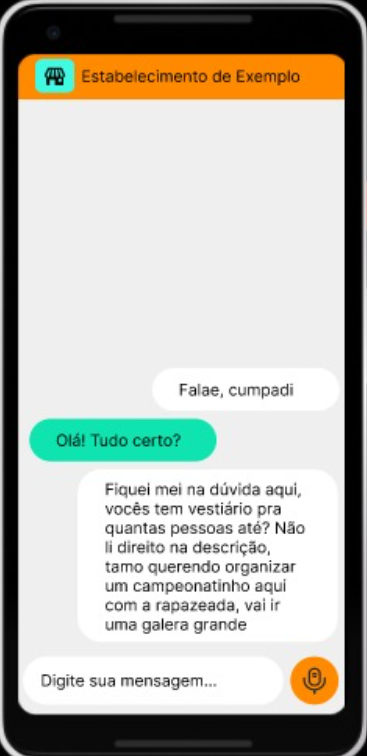 Estabelecimento de Exemplo
Falae, cumpadi
Olá! Tudo certo?
Fiquei mei na dúvida aqui,
vocês tem vestiário pra
quantas pessoas até? Não
li direito na descrição,
tamo querendo organizar
um campeonatinho aqui
com a rapazeada, vai ir
uma galera grande
Digite sua mensagem...